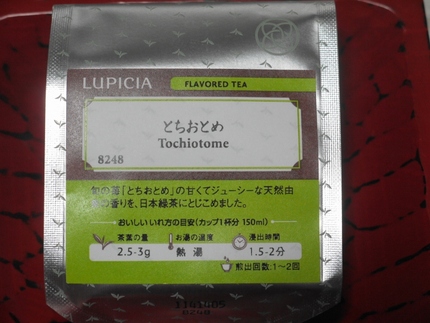 LUPICIA FLAVORED TEA
とちおとめ
Tochiotome
8248
旬の苺「とちおとめ」の甘くてジューシーな天然由
来の香りを、日本緑茶にとじこめました。
おいしいいれ方の目安(カップ1杯分 150ml)
茶葉の量 お湯の温度 浸出時間
2.5-3g 熱湯 1.5-2分
煎出回数:1~2回